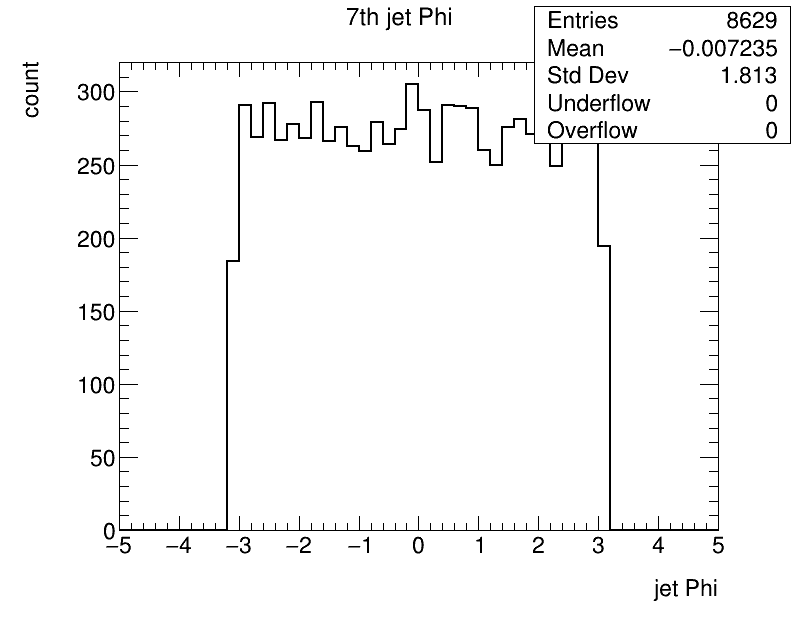 7th jet Phi
Entries 8629
Mean −0.007235
Std Dev 1.813
Underflow 0
Overflow 0
count
300
250
200
150
100
50
0
−5 −4 −3 −2 −1 0 1 2 3 4 5
jet Phi